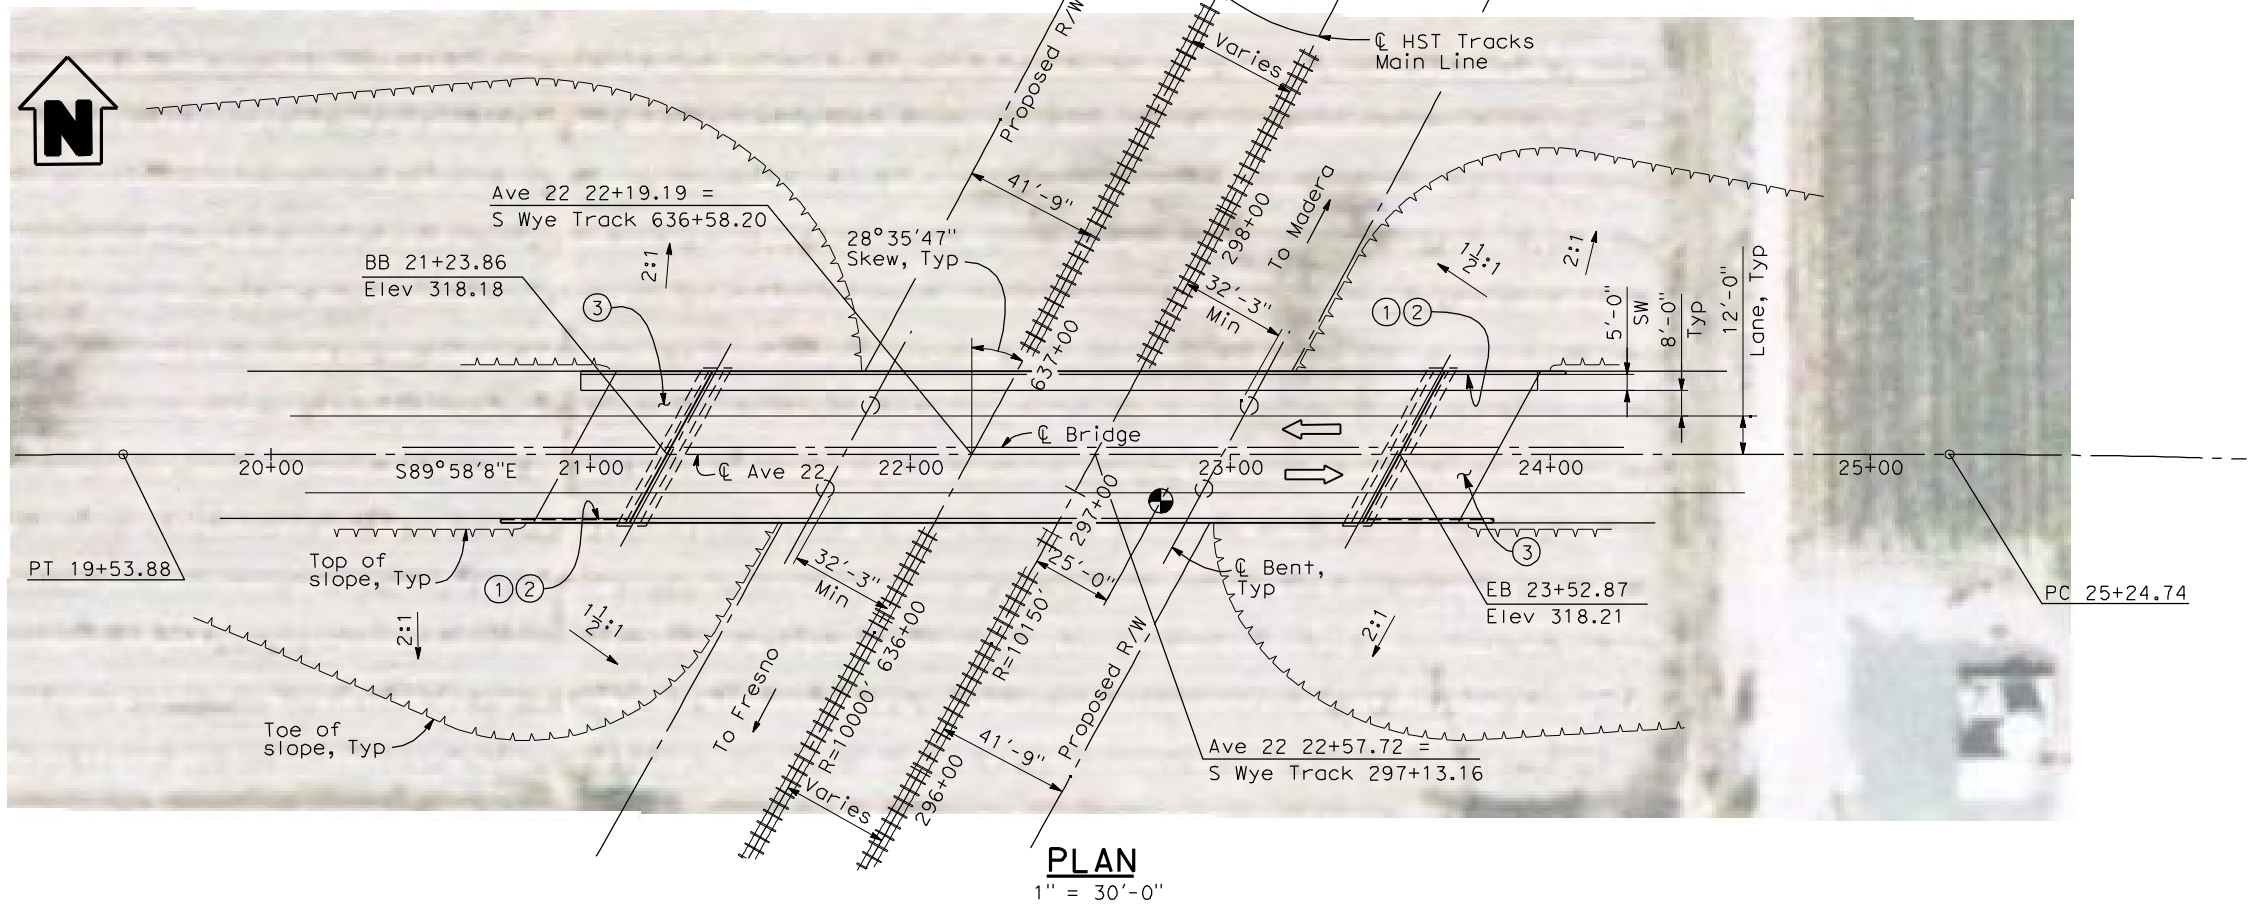 N
Proposed R/W
Varies
℄ HST Tracks
Main Line
Ave 22 22+19.19 =
S Wye Track 636+58.20
41'-9"
28°35'47"
Skew, Typ
298+00
To Madera
BB 21+23.86
Elev 318.18
2:1
3
32'-3"
Min
1 1/2:1
2:1
1 2
5'-0"
SW
8'-0"
Typ
12'-0"
Lane, Typ
637+00
℄ Bridge
20+00
S89°58'8"E
21+00
℄ Ave 22
22+00
23+00
24+00
25+00
297+00
PT 19+53.88
Top of
slope, Typ
1 2
32'-3"
Min
25'-0"
℄ Bent,
Typ
3
EB 23+52.87
Elev 318.21
PC 25+24.74
2:1
1 1/2:1
636+00
R=10150'
2:1
Proposed R/W
To Fresno
R=10000'
Toe of
slope, Typ
41'-9"
Ave 22 22+57.72 =
S Wye Track 297+13.16
Varies
296+00
PLAN
1" = 30'-0"